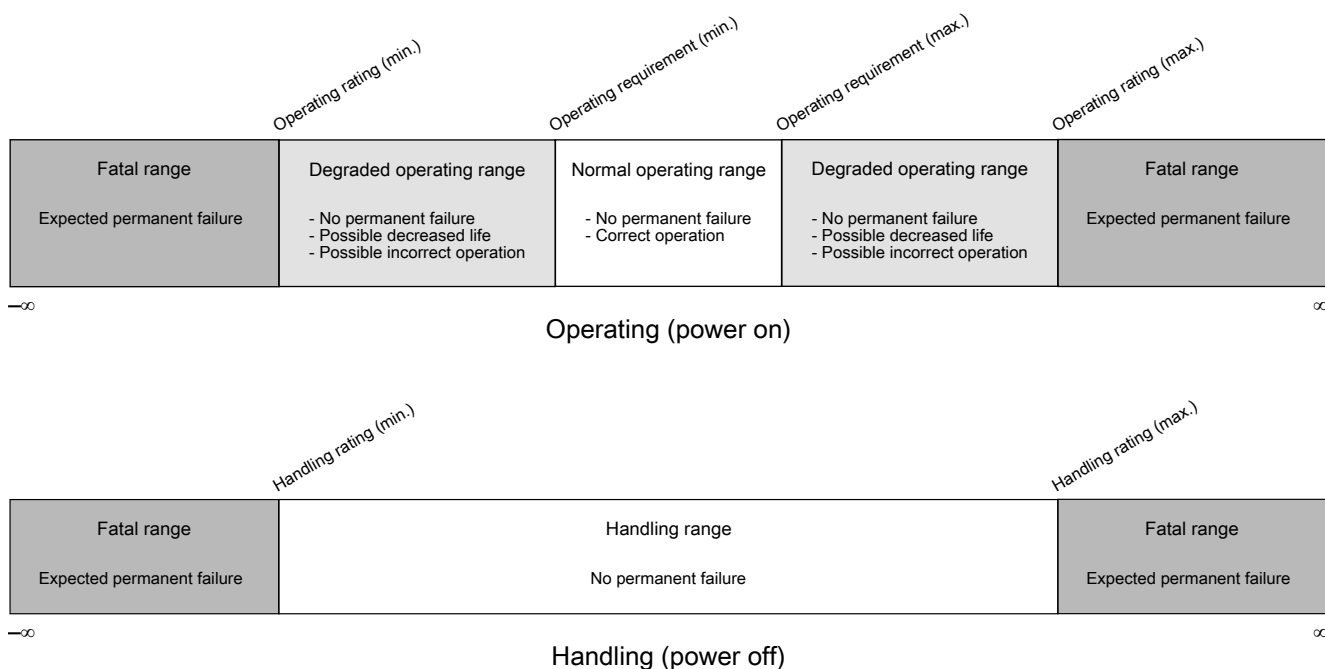 Operating rating (min.)
Operating requirement (min.)
Operating requirement (max.)
Operating rating (max.)
Fatal range
Degraded operating range
Normal operating range
Degraded operating range
Fatal range
Expected permanent failure
- No permanent failure
- Possible decreased life
- Possible incorrect operation
- No permanent failure
- Correct operation
- No permanent failure
- Possible decreased life
- Possible incorrect operation
Expected permanent failure
–∞
∞
Operating (power on)
Handling rating (min.)
Handling rating (max.)
Fatal range
Handling range
Fatal range
Expected permanent failure
No permanent failure
Expected permanent failure
–∞
∞
Handling (power off)